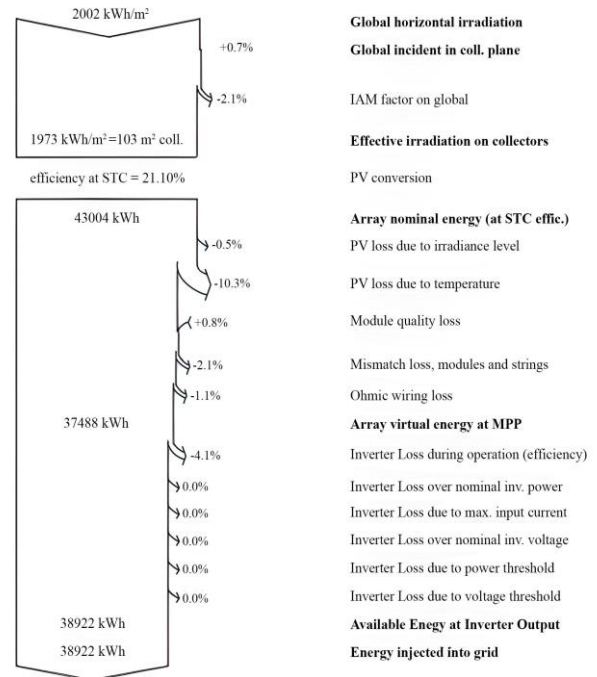 2002 kWh/m² Global horizontal irradiation
+0.7% Global incident in coll. plane
-2.1% IAM factor on global
1973 kWh/m²=103 m² coll. Effective irradiation on collectors
efficiency at STC = 21.10% PV conversion
43004 kWh Array nominal energy (at STC effic.)
-0.5% PV loss due to irradiance level
-10.3% PV loss due to temperature
+0.8% Module quality loss
-2.1% Mismatch loss, modules and strings
-1.1% Ohmic wiring loss
37488 kWh Array virtual energy at MPP
-4.1% Inverter Loss during operation (efficiency)
0.0% Inverter Loss over nominal inv. power
0.0% Inverter Loss due to max. input current
0.0% Inverter Loss over nominal inv. voltage
0.0% Inverter Loss due to power threshold
0.0% Inverter Loss due to voltage threshold
38922 kWh Available Enegy at Inverter Output
38922 kWh Energy injected into grid